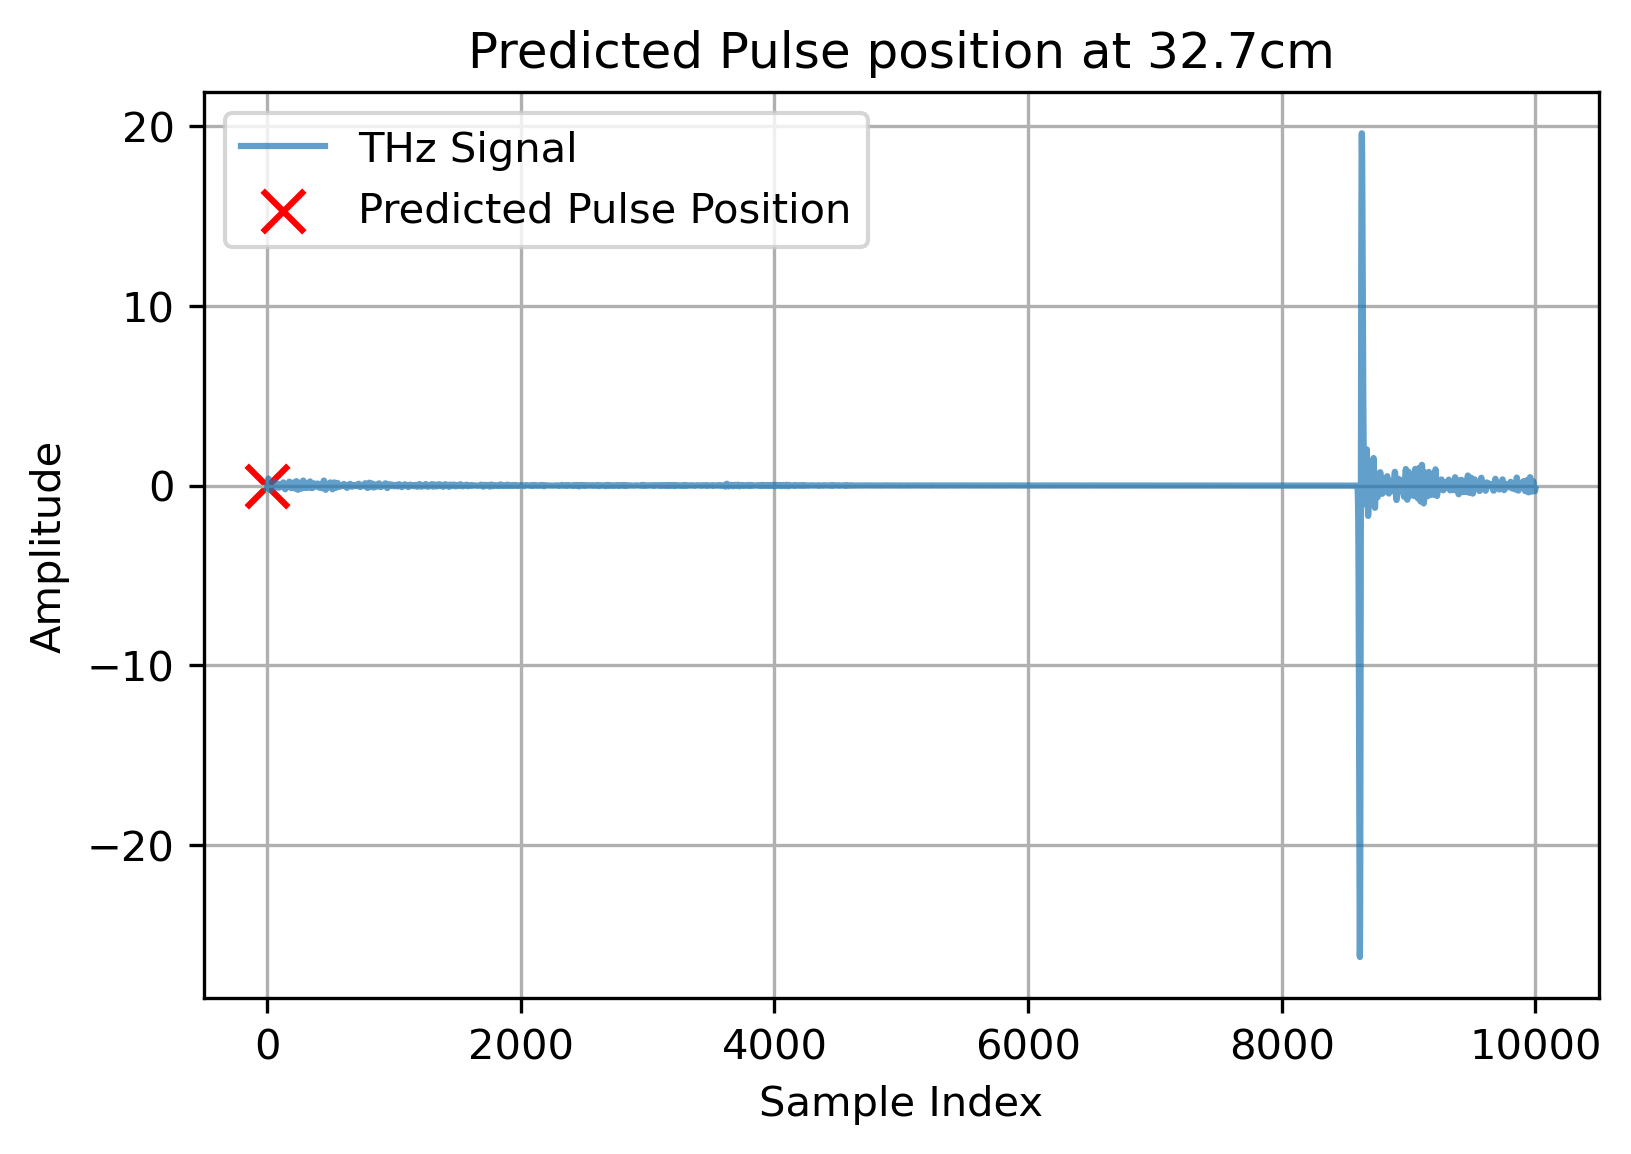 Predicted Pulse position at 32.7cm
THz Signal
Predicted Pulse Position
20
10
0
−10
−20
Amplitude
0 2000 4000 6000 8000 10000
Sample Index